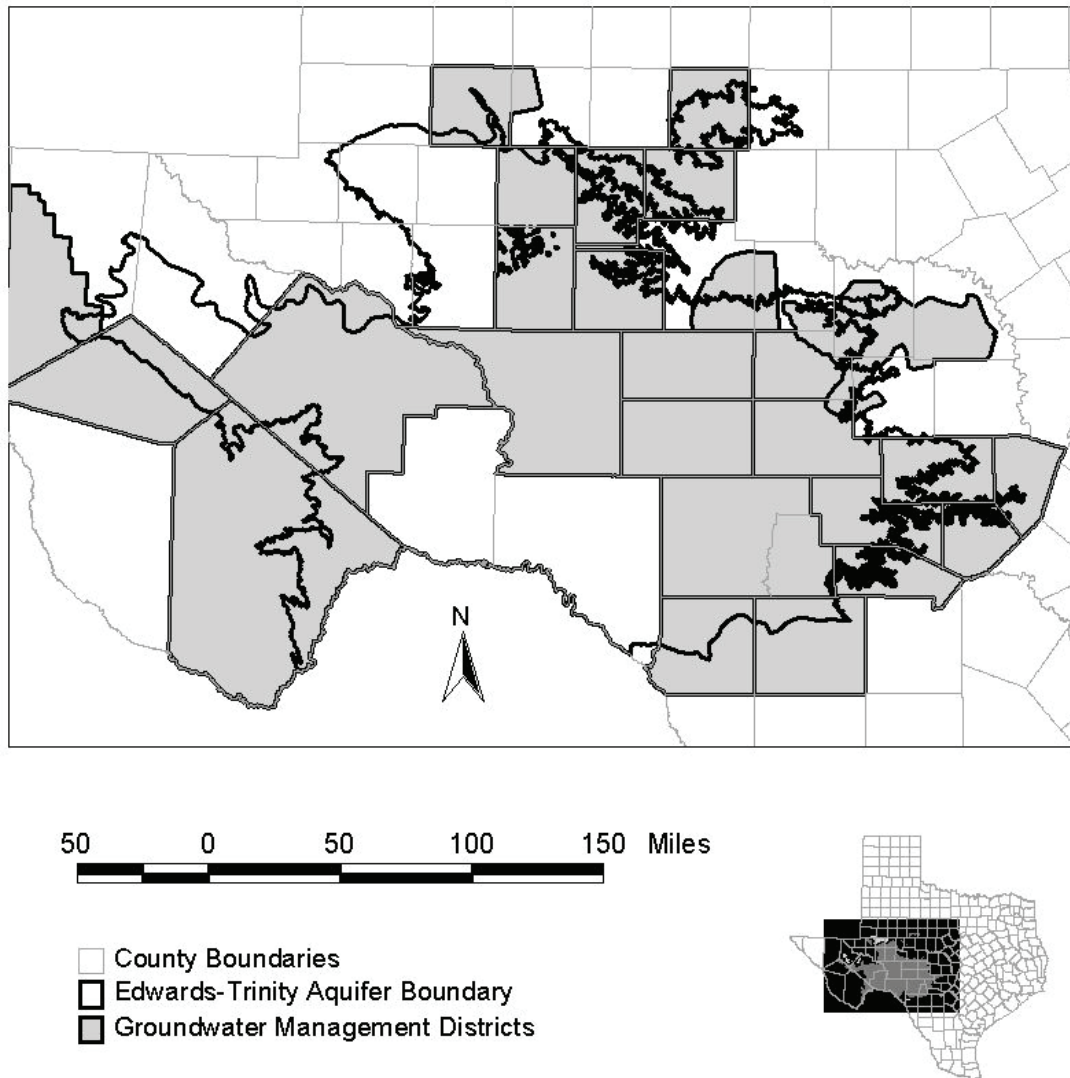 N
50 0 50 100 150 Miles
County Boundaries
Edwards-Trinity Aquifer Boundary
Groundwater Management Districts